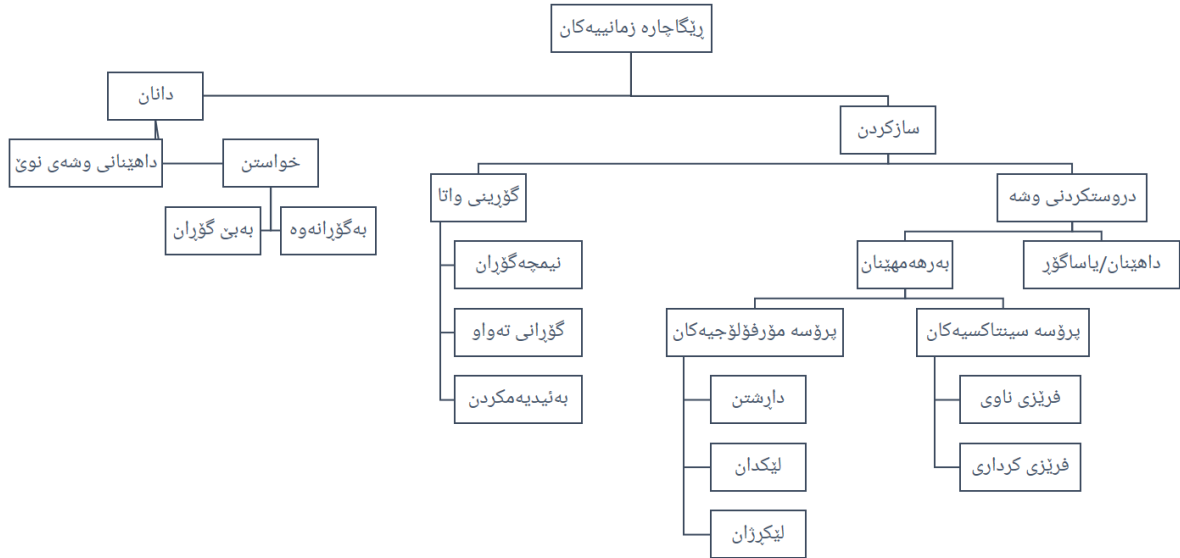 ڕێگاچارە زمانییەکان
دانان
سازکردن
خواستن
داهێنانی وشەی نوێ
دروستکردنی وشە
گۆڕینی واتا
بەگۆڕانەوە
بەبێ گۆڕان
داهێنان/یاساگۆڕ
بەرهەمهێنان
نیمچەگۆڕان
پرۆسە سینتاکسیەکان
پرۆسە مۆرفۆلۆجیەکان
گۆڕانی تەواو
فرێزی ناوی
داڕشتن
بەئیدیەمکردن
فرێزی کرداری
لێکدان
لێکڕژان